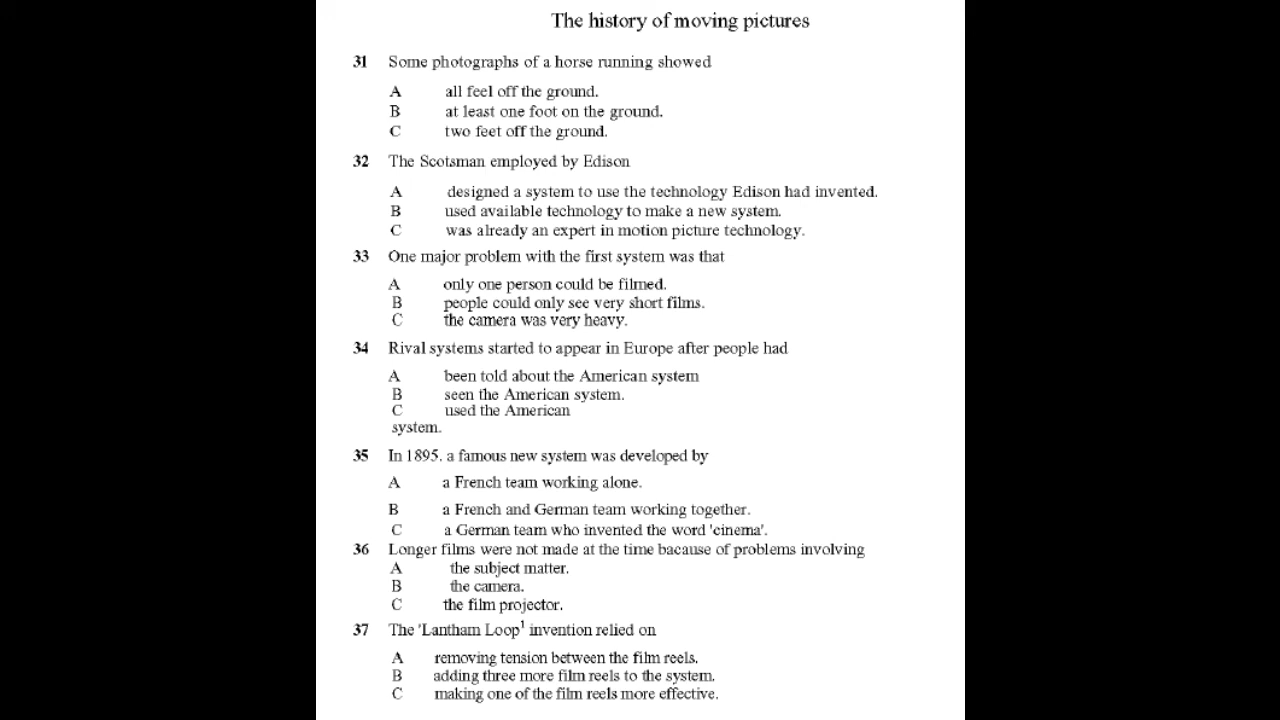 The history of moving pictures
31 Some photographs of a horse running showed
A all feel off the ground.
B at least one foot on the ground.
C two feet off the ground.
32 The Scotsman employed by Edison
A designed a system to use the technology Edison had invented.
B used available technology to make a new system.
C was already an expert in motion picture technology.
33 One major problem with the first system was that
A only one person could be filmed.
B people could only see very short films.
C the camera was very heavy.
34 Rival systems started to appear in Europe after people had
A been told about the American system
B seen the American system.
C used the American
system.
35 In 1895. a famous new system was developed by
A a French team working alone.
B a French and German team working together.
C a German team who invented the word 'cinema'.
36 Longer films were not made at the time bacause of problems involving
A the subject matter.
B the camera.
C the film projector.
37 The 'Lantham Loop¹ invention relied on
A removing tension between the film reels.
B adding three more film reels to the system.
C making one of the film reels more effective.